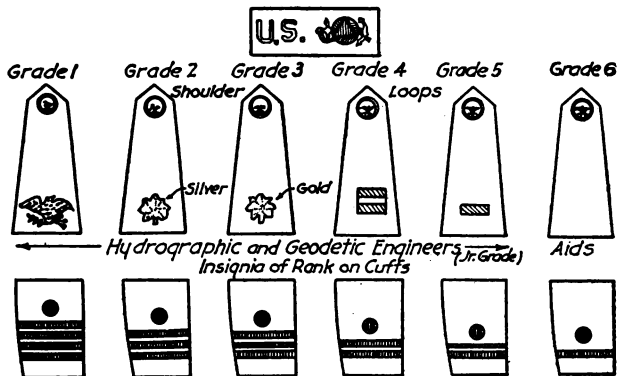 U.S.
Grade 1 Grade 2 Grade 3 Grade 4 Grade 5 Grade 6
Shoulder Loops
Silver Gold
Hydrographic and Geodetic Engineers (Jr. Grade) Aids
Insignia of Rank on Cuffs